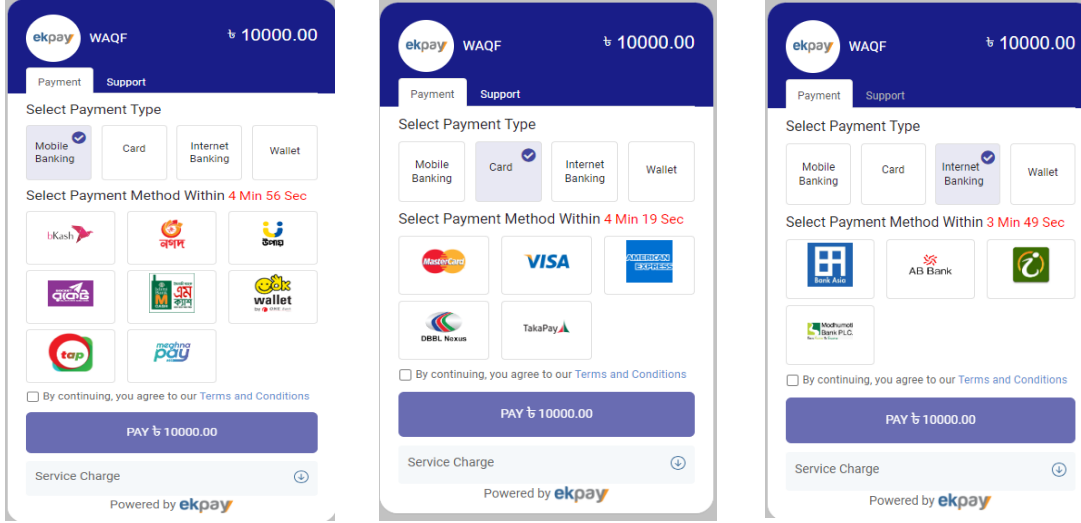 ekpay WAQF ৳ 10000.00
Payment Support
Select Payment Type
Mobile Banking
Card
Internet Banking
Wallet
Select Payment Method Within 4 Min 56 Sec
bKash
নগদ
উপায়
রকেট
M
এম ক্যাশ
OK wallet
tap
meghna pay
By continuing, you agree to our Terms and Conditions
PAY ৳ 10000.00
Service Charge
Powered by ekpay
ekpay WAQF ৳ 10000.00
Payment Support
Select Payment Type
Mobile Banking
Card
Internet Banking
Wallet
Select Payment Method Within 4 Min 19 Sec
MasterCard
VISA
AMERICAN EXPRESS
DBBL Nexus
TakaPay
By continuing, you agree to our Terms and Conditions
PAY ৳ 10000.00
Service Charge
Powered by ekpay
ekpay WAQF ৳ 10000.00
Payment Support
Select Payment Type
Mobile Banking
Card
Internet Banking
Wallet
Select Payment Method Within 3 Min 49 Sec
Bank Asia
AB Bank
Modhumoti Bank PLC.
By continuing, you agree to our Terms and Conditions
PAY ৳ 10000.00
Service Charge
Powered by ekpay